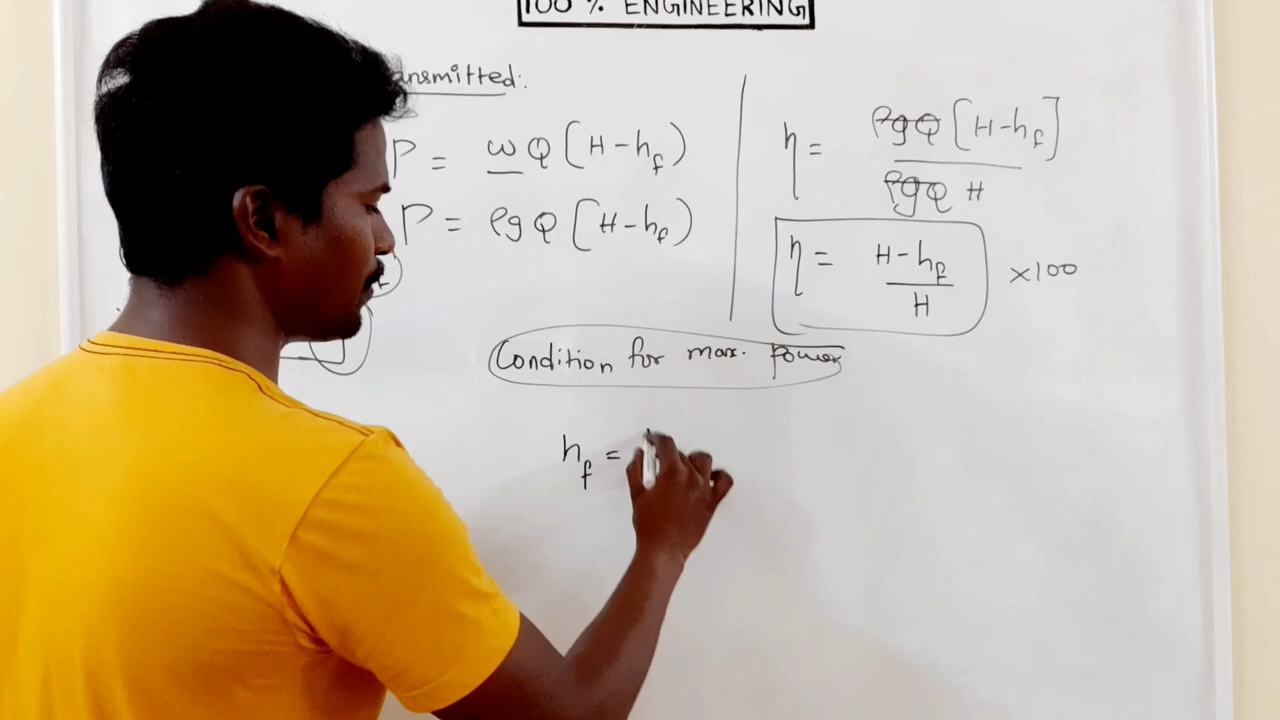 100 % ENGINEERING
ansmitted:
P = ωQ [H-hf)
P = ρgQ [H-hf)
η = ρgQ [H-hf] / ρgQ H
η = H-hf / H ×100
Condition for max. power
hf =